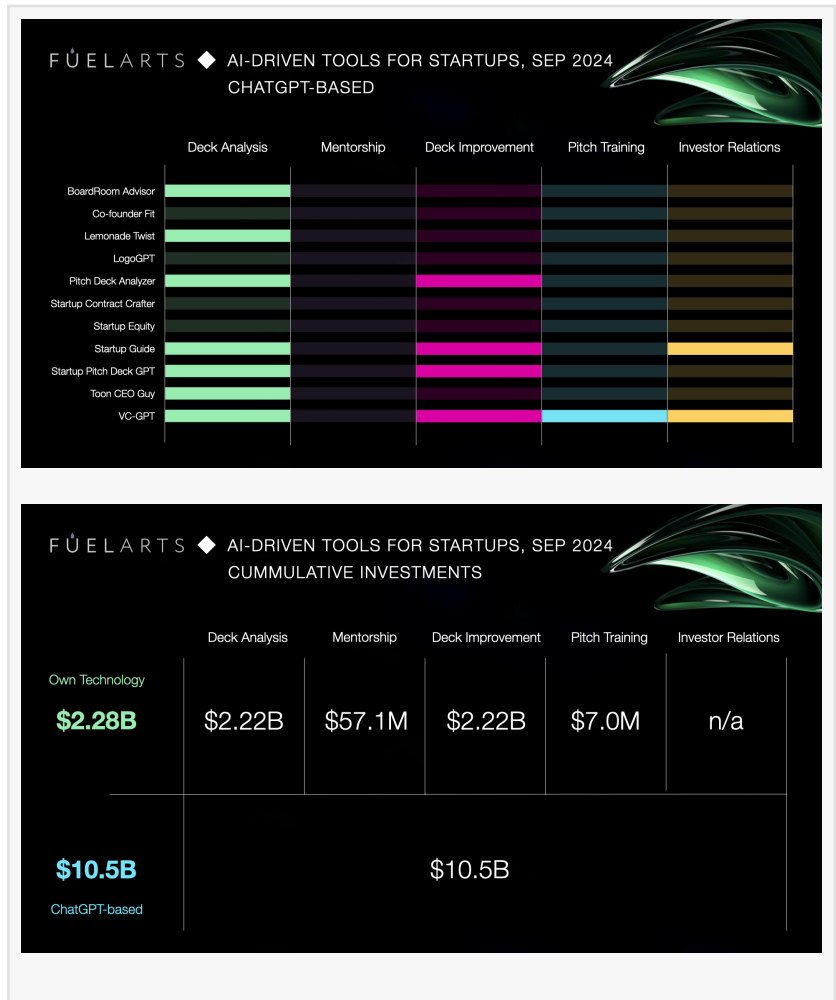 FUELARTS ◆ AI-DRIVEN TOOLS FOR STARTUPS, SEP 2024
CHATGPT-BASED
Deck Analysis Mentorship Deck Improvement Pitch Training Investor Relations
BoardRoom Advisor
Co-founder Fit
Lemonade Twist
LogoGPT
Pitch Deck Analyzer
Startup Contract Crafter
Startup Equity
Startup Guide
Startup Pitch Deck GPT
Toon CEO Guy
VC-GPT
FUELARTS ◆ AI-DRIVEN TOOLS FOR STARTUPS, SEP 2024
CUMMULATIVE INVESTMENTS
Deck Analysis Mentorship Deck Improvement Pitch Training Investor Relations
Own Technology
$2.28B $2.22B $57.1M $2.22B $7.0M n/a
$10.5B $10.5B
ChatGPT-based